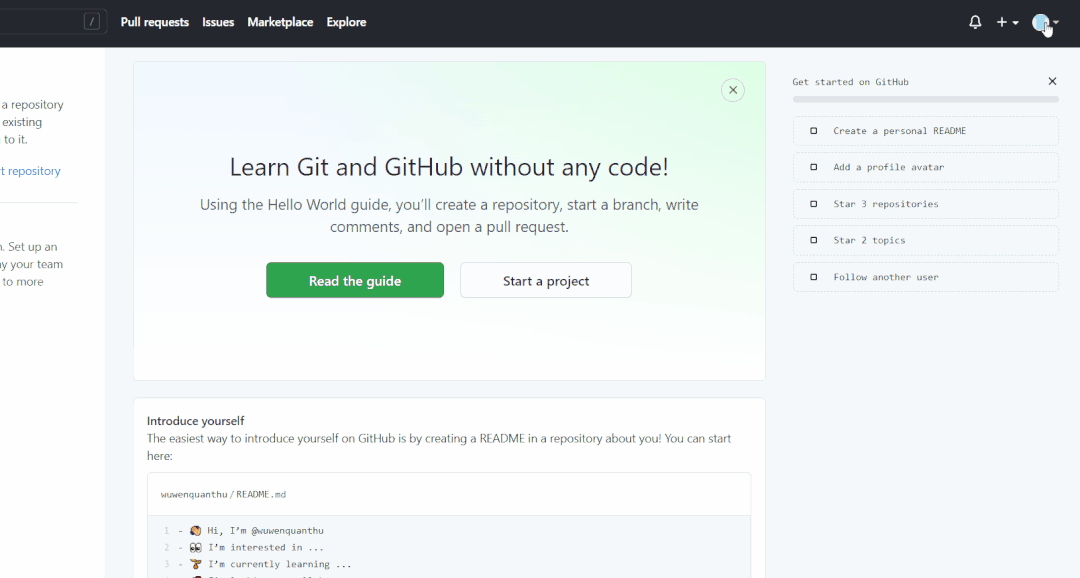 /
Pull requests Issues Marketplace Explore
a repository
existing
to it.
t repository
. Set up an
y your team
to more
Learn Git and GitHub without any code!
Using the Hello World guide, you’ll create a repository, start a branch, write
comments, and open a pull request.
Read the guide
Start a project
Introduce yourself
The easiest way to introduce yourself on GitHub is by creating a README in a repository about you! You can start
here:
wuwenquanthu/README.md
1 - 👋 Hi, I’m @wuwenquanthu
2 - 👀 I’m interested in ...
3 - 🌱 I’m currently learning ...
Get started on GitHub
Create a personal README
Add a profile avatar
Star 3 repositories
Star 2 topics
Follow another user